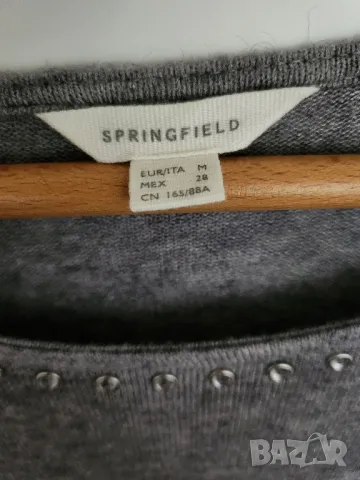 SPRINGFIELD
EUR/ITA M
MEX 28
CN 165/88A
bazar